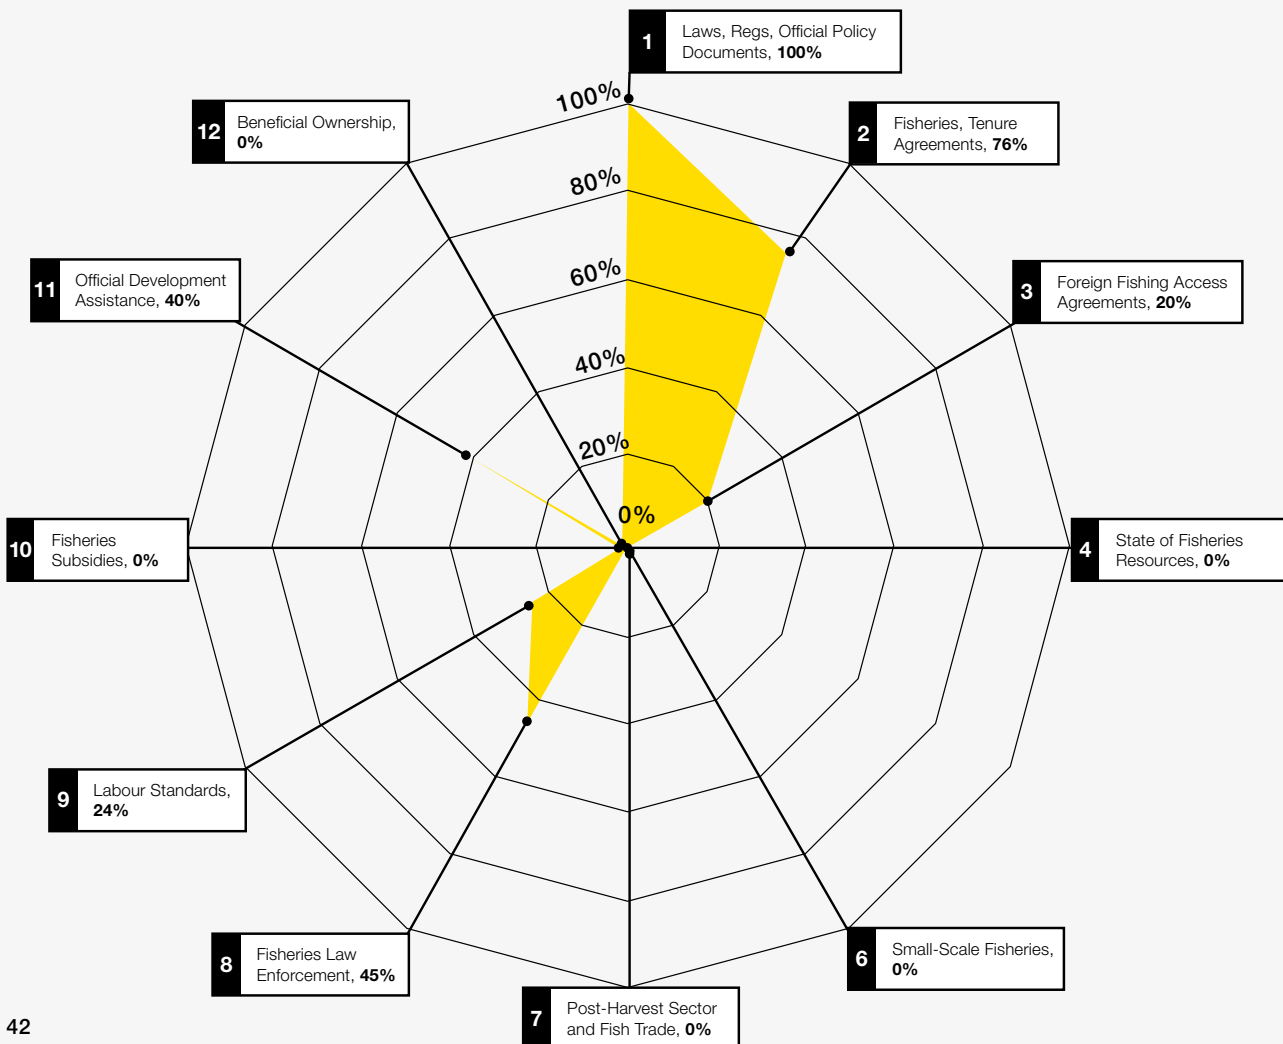 1
Laws, Regs, Official Policy
Documents, 100%
2
Fisheries, Tenure
Agreements, 76%
3
Foreign Fishing Access
Agreements, 20%
4
State of Fisheries
Resources, 0%
6
Small-Scale Fisheries,
0%
7
Post-Harvest Sector
and Fish Trade, 0%
8
Fisheries Law
Enforcement, 45%
9
Labour Standards,
24%
10
Fisheries
Subsidies, 0%
11
Official Development
Assistance, 40%
12
Beneficial Ownership,
0%
100%
80%
60%
40%
20%
0%
42